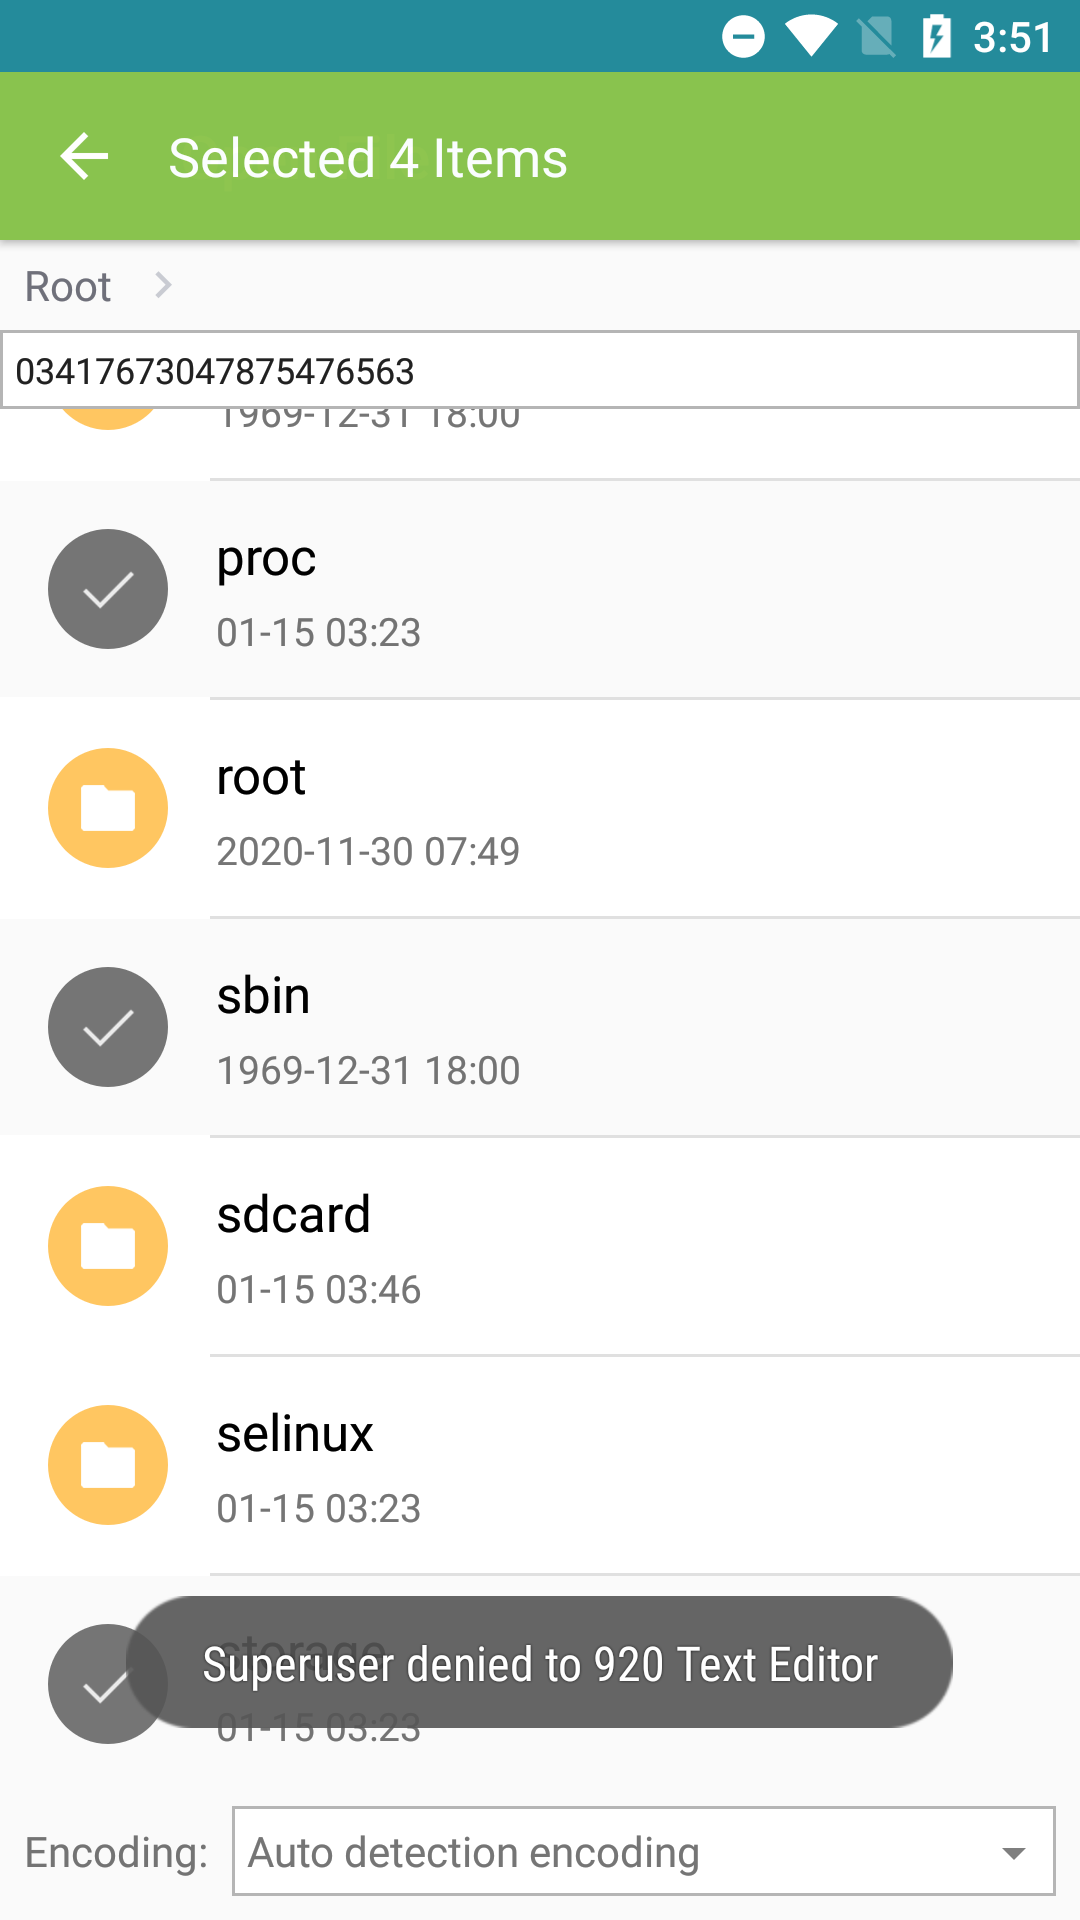 3:51
Selected 4 Items
Root
03417673047875476563
1969-12-31 18:00
proc
01-15 03:23
root
2020-11-30 07:49
sbin
1969-12-31 18:00
sdcard
01-15 03:46
selinux
01-15 03:23
storage
Superuser denied to 920 Text Editor
01-15 03:23
Encoding: Auto detection encoding